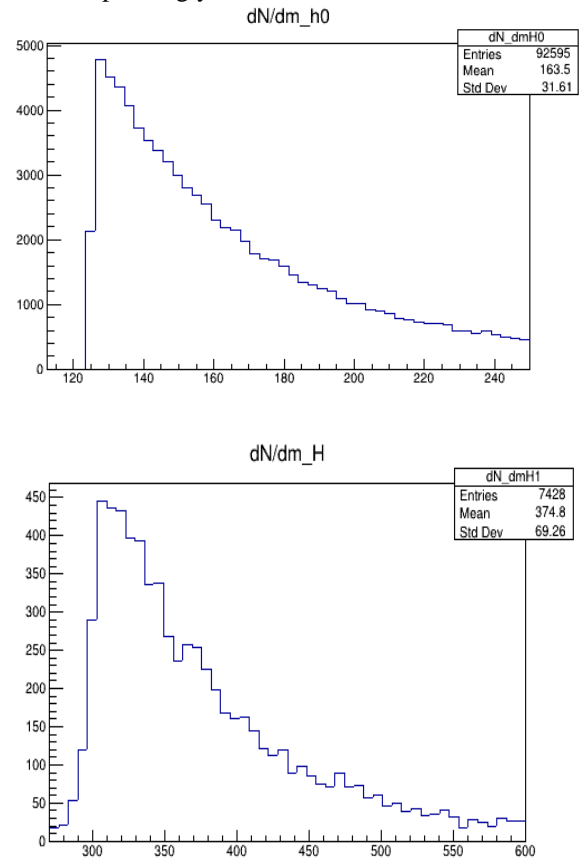 dN/dm_h0
dN_dmH0
Entries 92595
Mean 163.5
Std Dev 31.61
5000
4000
3000
2000
1000
0
120 140 160 180 200 220 240
dN/dm_H
dN_dmH1
Entries 7428
Mean 374.8
Std Dev 69.26
450
400
350
300
250
200
150
100
50
0
300 350 400 450 500 550 600